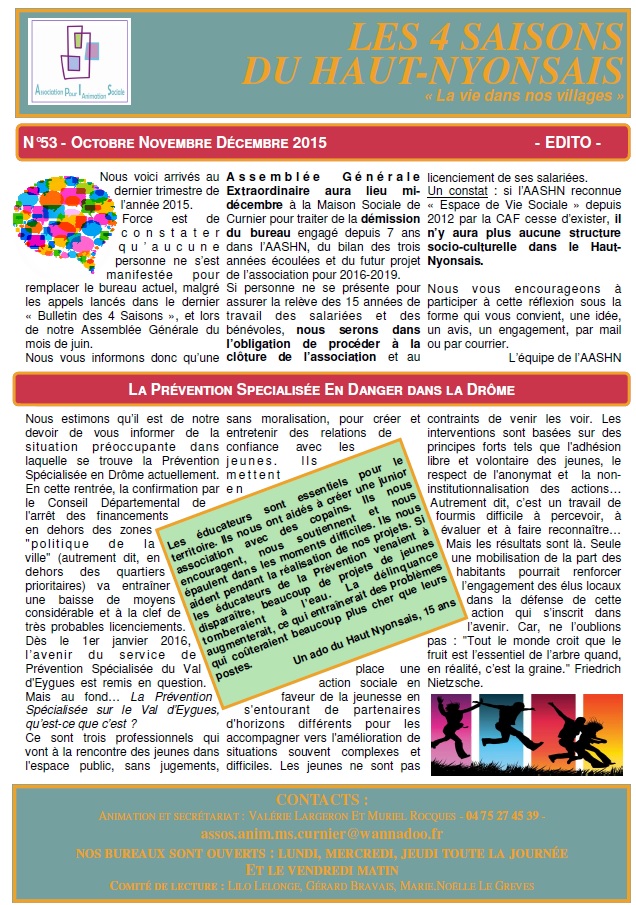 Association Pour l'Animation Sociale
LES 4 SAISONS
DU HAUT-NYONSAIS
« La vie dans nos villages »
N°53 - Octobre Novembre Décembre 2015 - EDITO -
Nous voici arrivés au
dernier trimestre de
l'année 2015.
Force est de
constater
qu'aucune
personne ne s'est
manifestée pour
remplacer le bureau actuel, malgré
les appels lancés dans le dernier
« Bulletin des 4 Saisons », et lors
de notre Assemblée Générale du
mois de juin.
Nous vous informons donc qu'une
Assemblée Générale
Extraordinaire aura lieu mi-
décembre à la Maison Sociale de
Curnier pour traiter de la démission
du bureau engagé depuis 7 ans
dans l'AASHN, du bilan des trois
années écoulées et du futur projet
de l'association pour 2016-2019.
Si personne ne se présente pour
assurer la relève des 15 années de
travail des salariées et des
bénévoles, nous serons dans
l'obligation de procéder à la
clôture de l'association et au
licenciement de ses salariées.
Un constat : si l'AASHN reconnue
« Espace de Vie Sociale » depuis
2012 par la CAF cesse d'exister, il
n'y aura plus aucune structure
socio-culturelle dans le Haut-
Nyonsais.
Nous vous encourageons à
participer à cette réflexion sous la
forme qui vous convient, une idée,
un avis, un engagement, par mail
ou par courrier.
L'équipe de l'AASHN
La Prévention Specialisée En Danger dans la Drôme
Nous estimons qu'il est de notre
devoir de vous informer de la
situation préoccupante dans
laquelle se trouve la Prévention
Spécialisée en Drôme actuellement.
En cette rentrée, la confirmation par
le Conseil Départemental de
l'arrêt des financements
en dehors des zones
"politique de la
ville" (autrement dit, en
dehors des quartiers
prioritaires) va entraîner
une baisse de moyens
considérable et à la clef de
très probables licenciements.
Dès le 1er janvier 2016,
l'avenir du service de
Prévention Spécialisée du Val
d'Eygues est remis en question.
Mais au fond… La Prévention
Spécialisée sur le Val d'Eygues,
qu'est-ce que c'est ?
Ce sont trois professionnels qui
vont à la rencontre des jeunes dans
l'espace public, sans jugements,
sans moralisation, pour créer et
entretenir des relations de
confiance avec les
jeunes. Ils
mettent
en
Les éducateurs sont essentiels pour le
territoire. Ils nous ont aidés à créer une junior
association avec des copains. Ils nous
encouragent, nous soutiennent et nous
épaulent dans les moments difficiles. Ils nous
aident pendant la réalisation de nos projets. Si
les éducateurs de la Prévention venaient à
disparaître, beaucoup de projets de jeunes
tomberaient à l'eau. La délinquance
augmenterait, ce qui entraînerait des problèmes
qui coûteraient beaucoup plus cher que leurs
postes.
Un ado du Haut Nyonsais, 15 ans
place une
action sociale en
faveur de la jeunesse en
s'entourant de partenaires
d'horizons différents pour les
accompagner vers l'amélioration de
situations souvent complexes et
difficiles. Les jeunes ne sont pas
contraints de venir les voir. Les
interventions sont basées sur des
principes forts tels que l'adhésion
libre et volontaire des jeunes, le
respect de l'anonymat et la non-
institutionnalisation des actions…
Autrement dit, c'est un travail de
fourmis difficile à percevoir, à
évaluer et à faire reconnaître…
Mais les résultats sont là. Seule
une mobilisation de la part des
habitants pourrait renforcer
l'engagement des élus locaux
dans la défense de cette
action qui s'inscrit dans
l'avenir. Car, ne l'oublions
pas : "Tout le monde croit que le
fruit est l'essentiel de l'arbre quand,
en réalité, c'est la graine." Friedrich
Nietzsche.
CONTACTS :
Animation et secrétariat : Valérie Largeron Et Muriel Rocques - 04 75 27 45 39 -
assos.anim.ms.curnier@wannadoo.fr
nos bureaux sont ouverts : lundi, mercredi, jeudi toute la journée
Et le vendredi matin
Comité de lecture : Lilo Lelonge, Gérard Bravais, Marie.Noëlle Le Greves